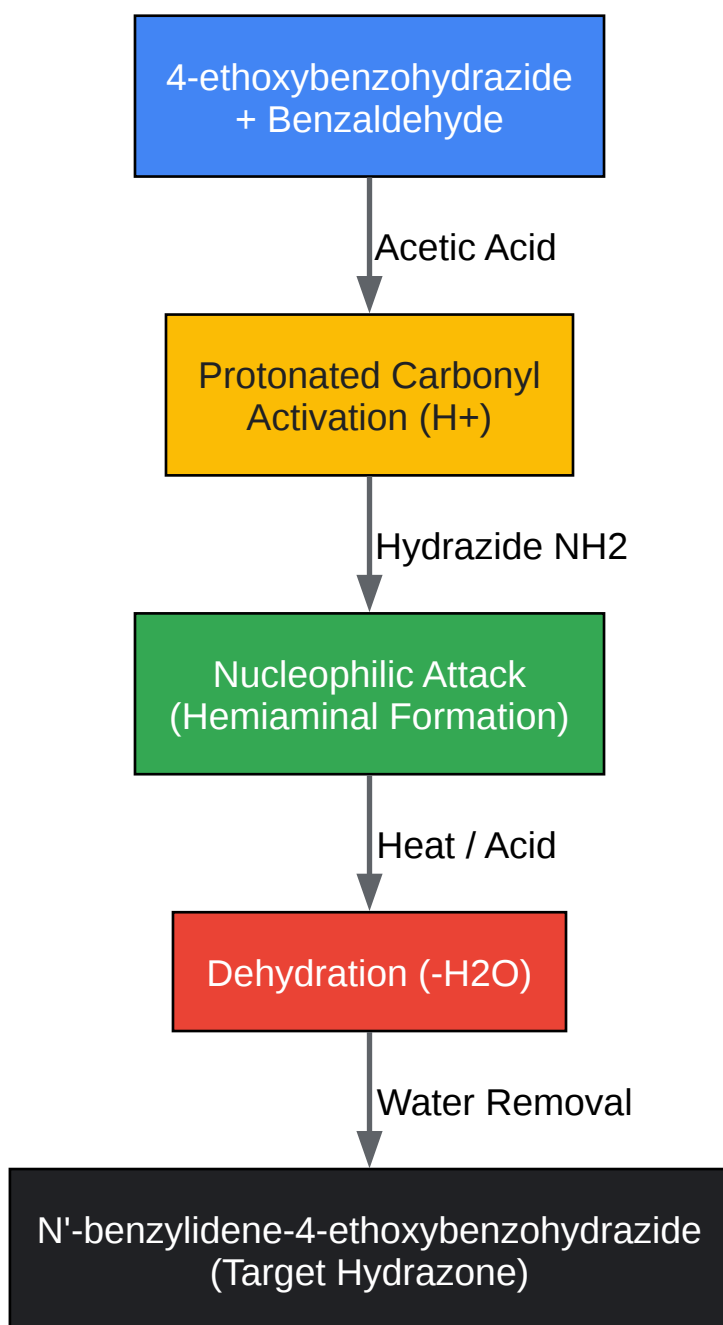 4-ethoxybenzohydrazide
+ Benzaldehyde
Acetic Acid
Protonated Carbonyl
Activation (H+)
Hydrazide NH2
Nucleophilic Attack
(Hemiaminal Formation)
Heat / Acid
Dehydration (-H2O)
Water Removal
N'-benzylidene-4-ethoxybenzohydrazide
(Target Hydrazone)